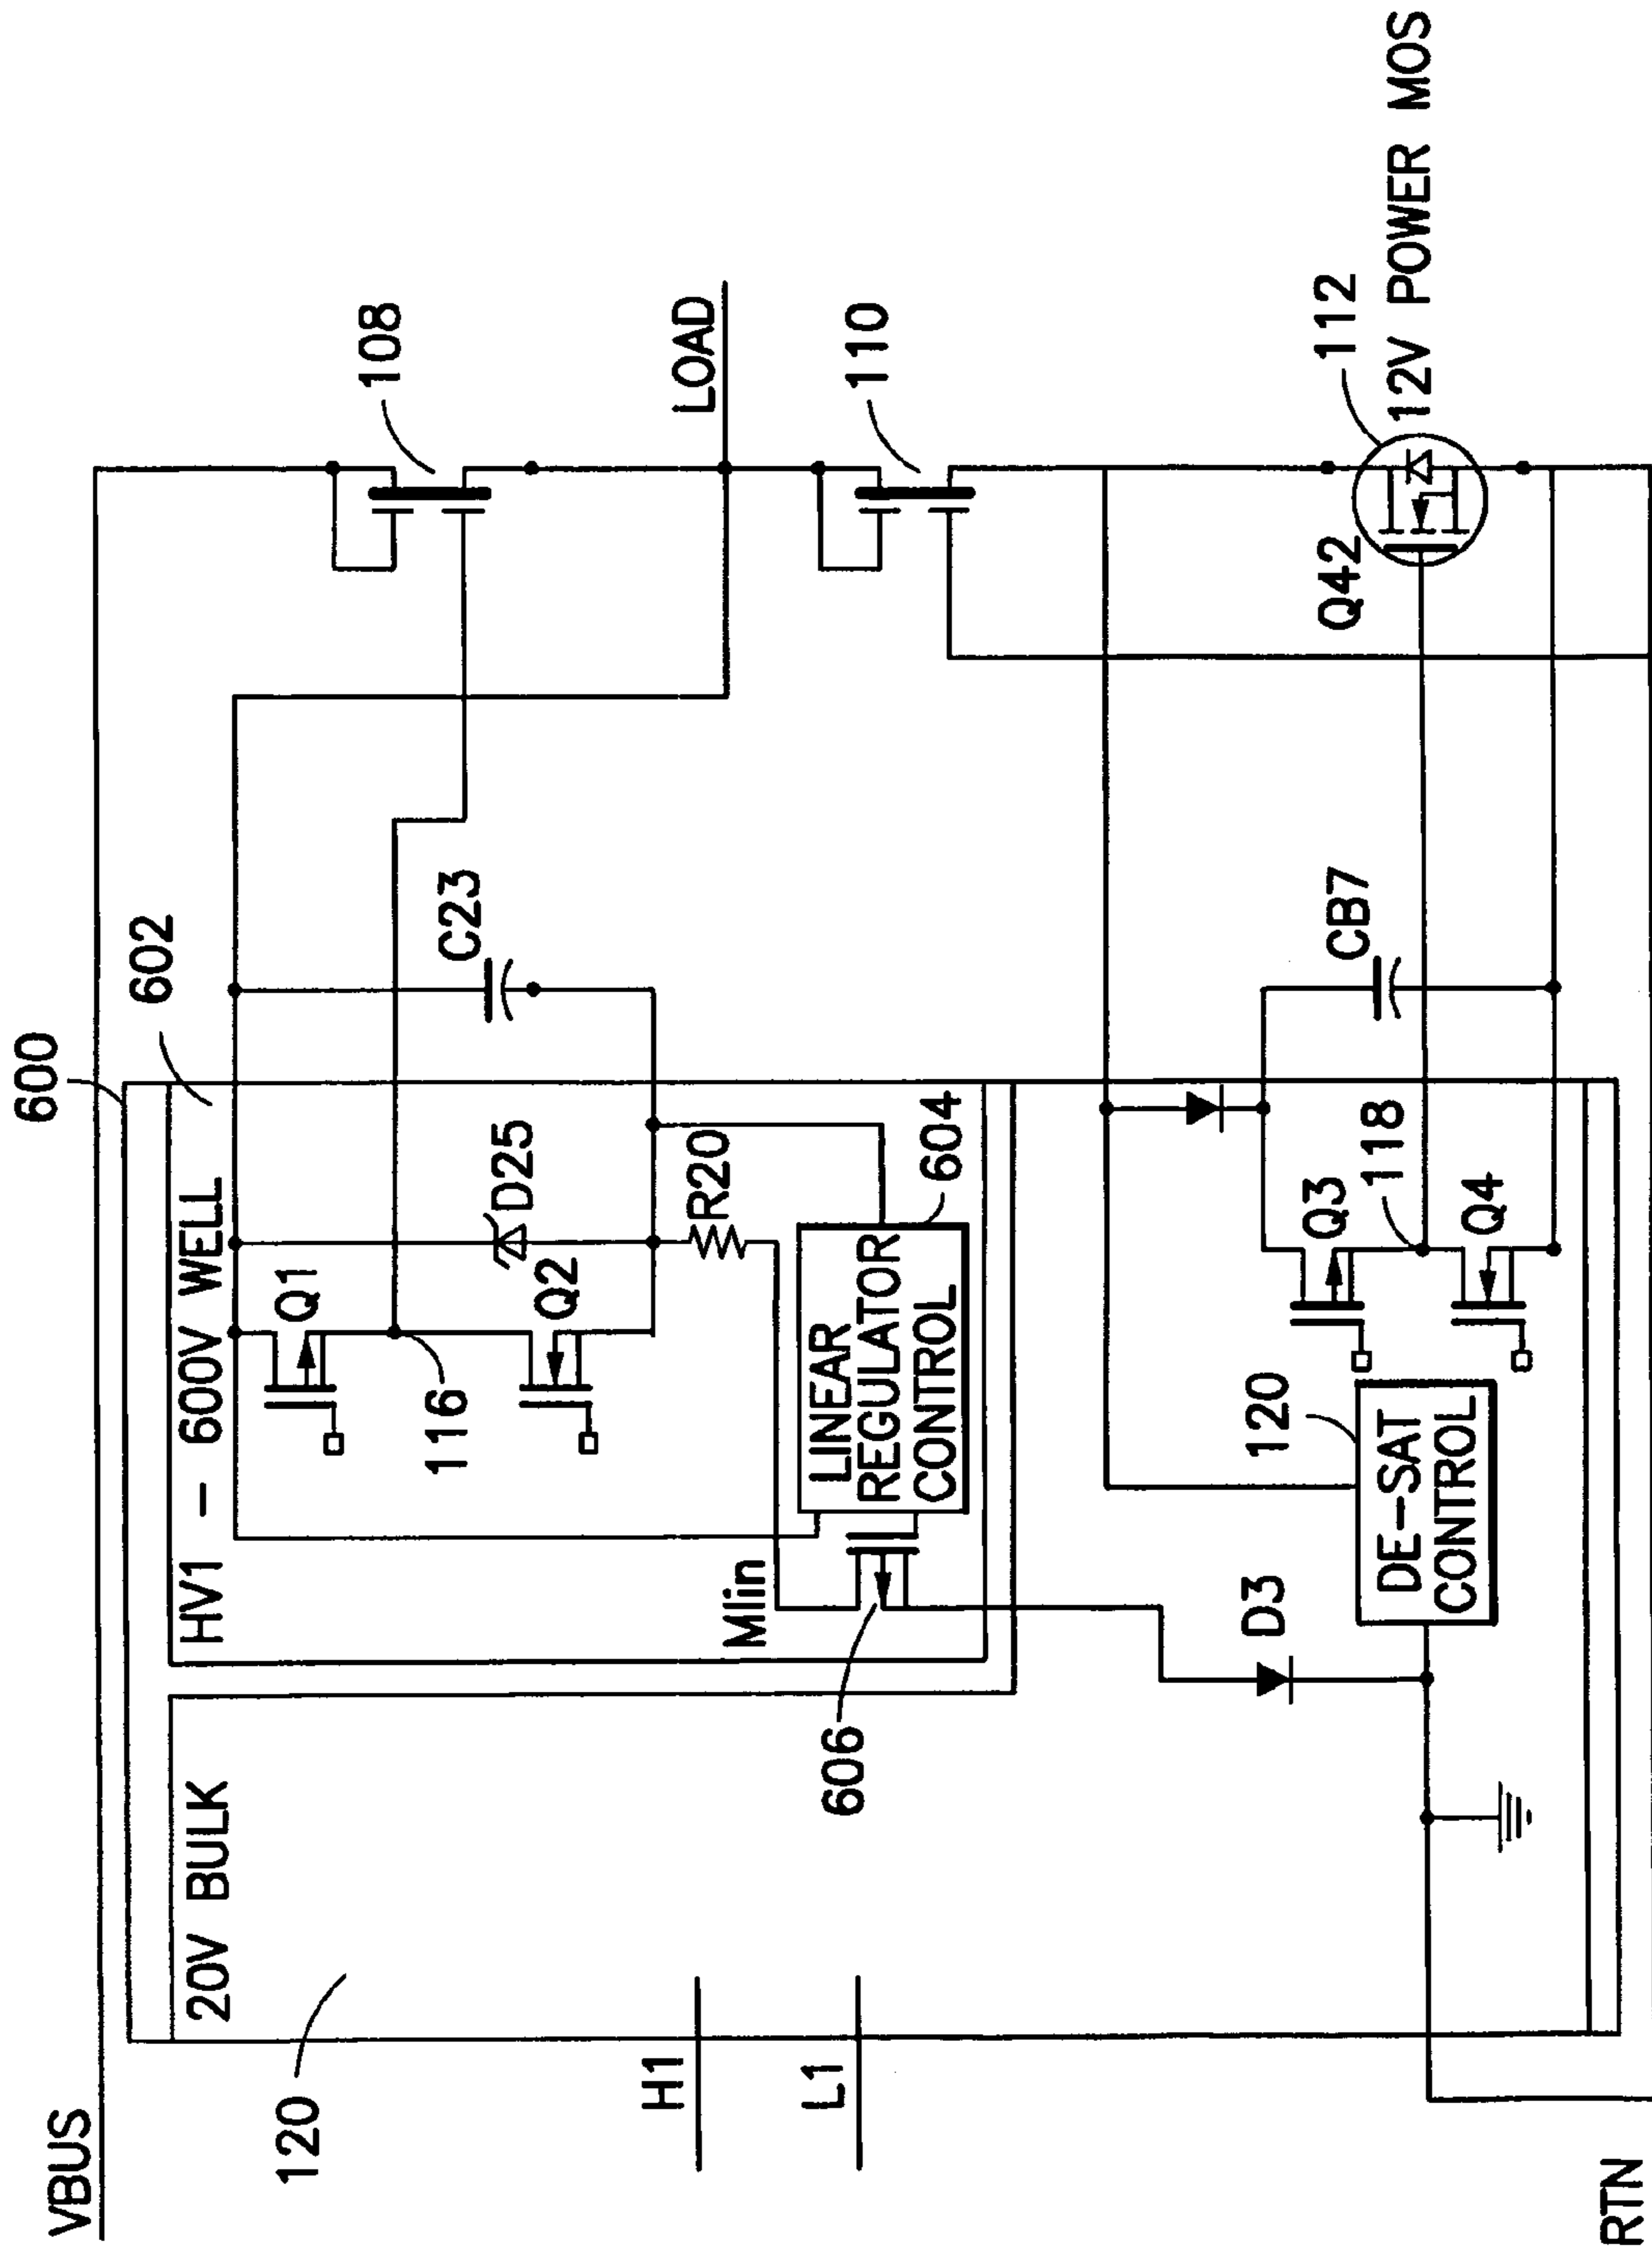 VBUS
600
602
108
HV1 - 600V WELL
20V BULK
120
Q1
D25
C23
116
Q2
LOAD
H1
R20
Mlin
L1
606
LINEAR
REGULATOR
CONTROL
604
110
D3
120
DE-SAT
CONTROL
Q3
118
Q4
CB7
Q42
112
12V POWER MOS
RTN